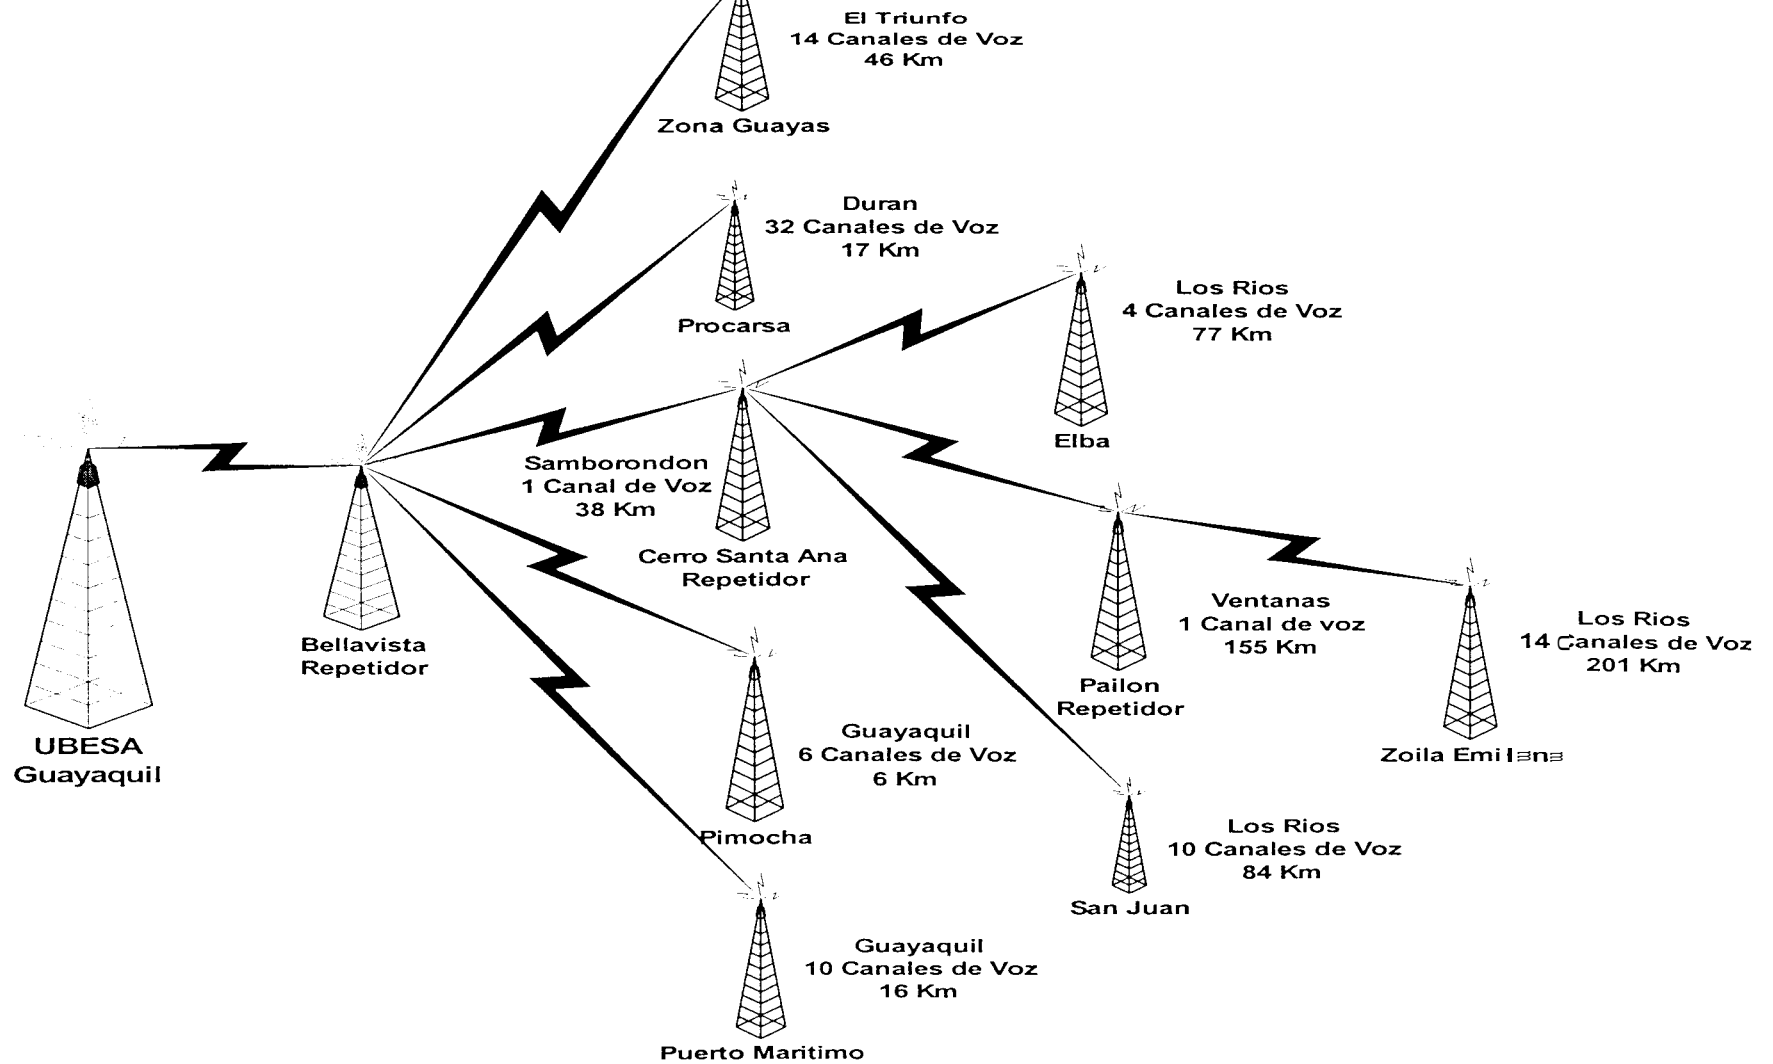 El Triunfo
14 Canales de Voz
46 Km
Zona Guayas
Duran
32 Canales de Voz
17 Km
Procarsa
Los Rios
4 Canales de Voz
77 Km
Elba
Samborondon
1 Canal de Voz
38 Km
Cerro Santa Ana
Repetidor
Bellavista
Repetidor
UBESA
Guayaquil
Ventanas
1 Canal de voz
155 Km
Pailon
Repetidor
Los Rios
14 Canales de Voz
201 Km
Zoila Emilana
Guayaquil
6 Canales de Voz
6 Km
Pimocha
Los Rios
10 Canales de Voz
84 Km
San Juan
Guayaquil
10 Canales de Voz
16 Km
Puerto Maritimo